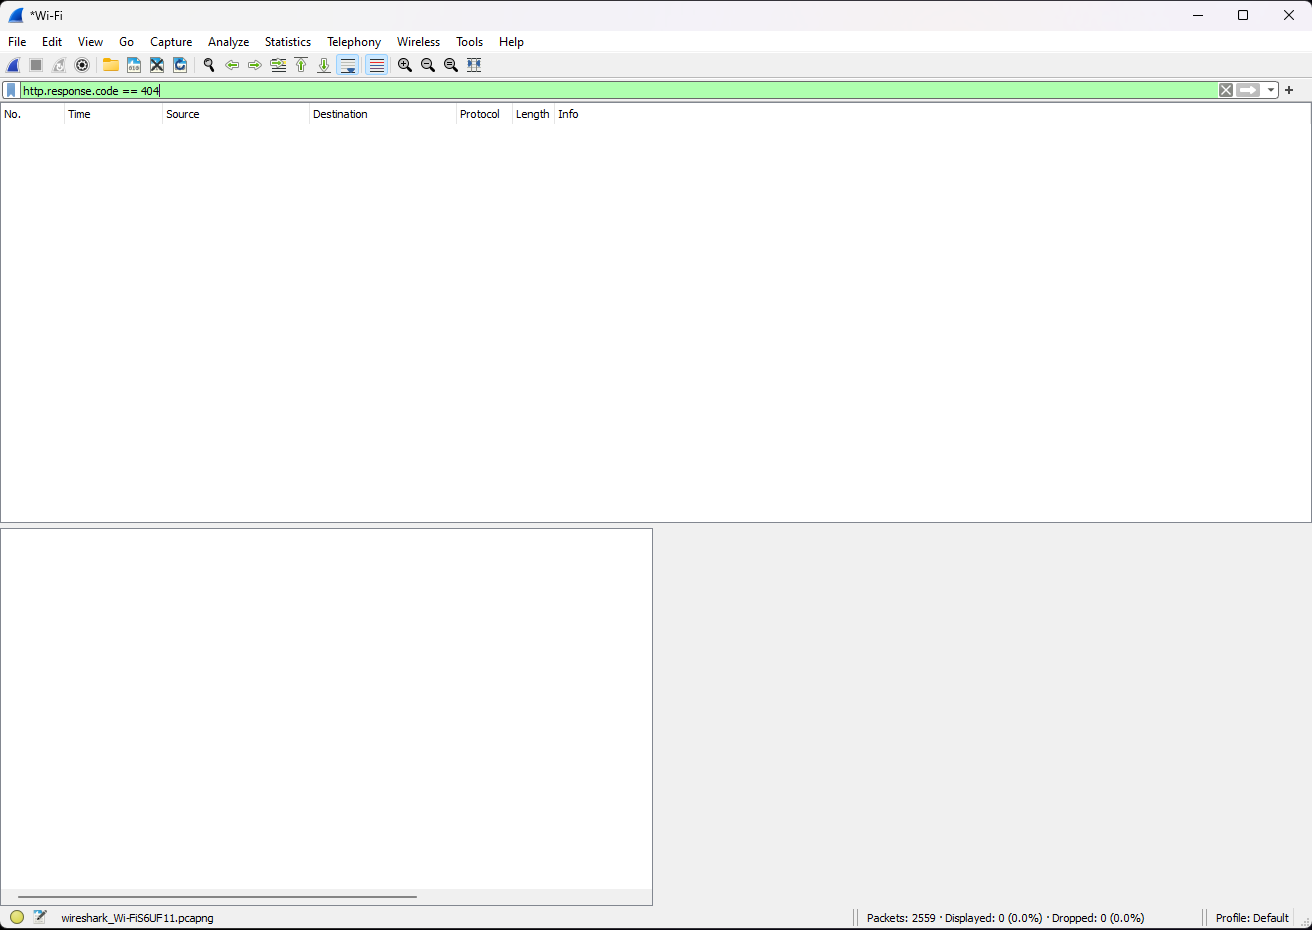 *Wi-Fi
File Edit View Go Capture Analyze Statistics Telephony Wireless Tools Help
http.response.code == 404
No. Time Source Destination Protocol Length Info
wireshark_Wi-FiS6UF11.pcapng Packets: 2559 · Displayed: 0 (0.0%) · Dropped: 0 (0.0%) Profile: Default